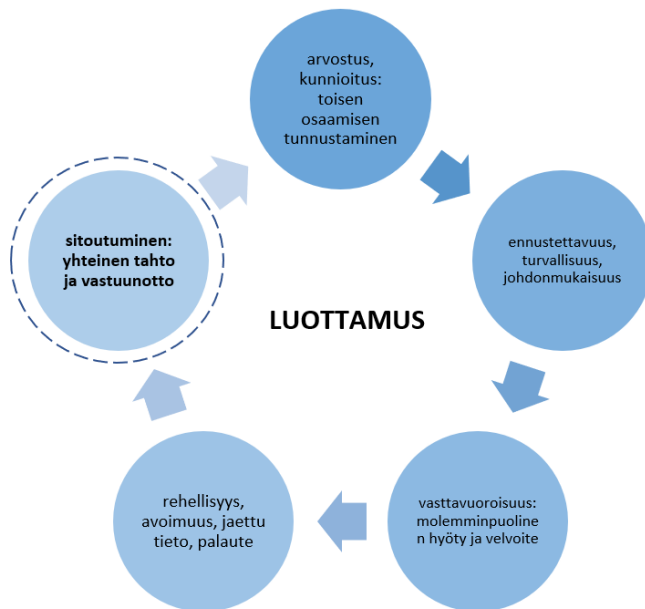 arvostus,
kunnioitus:
toisen
osaamisen
tunnustaminen
ennustettavuus,
turvallisuus,
johdonmukaisuus
vasttavuoroisuus:
molemminpuoline
n hyöty ja velvoite
rehellisyys,
avoimuus, jaettu
tieto, palaute
sitoutuminen:
yhteinen tahto
ja vastuunotto
LUOTTAMUS